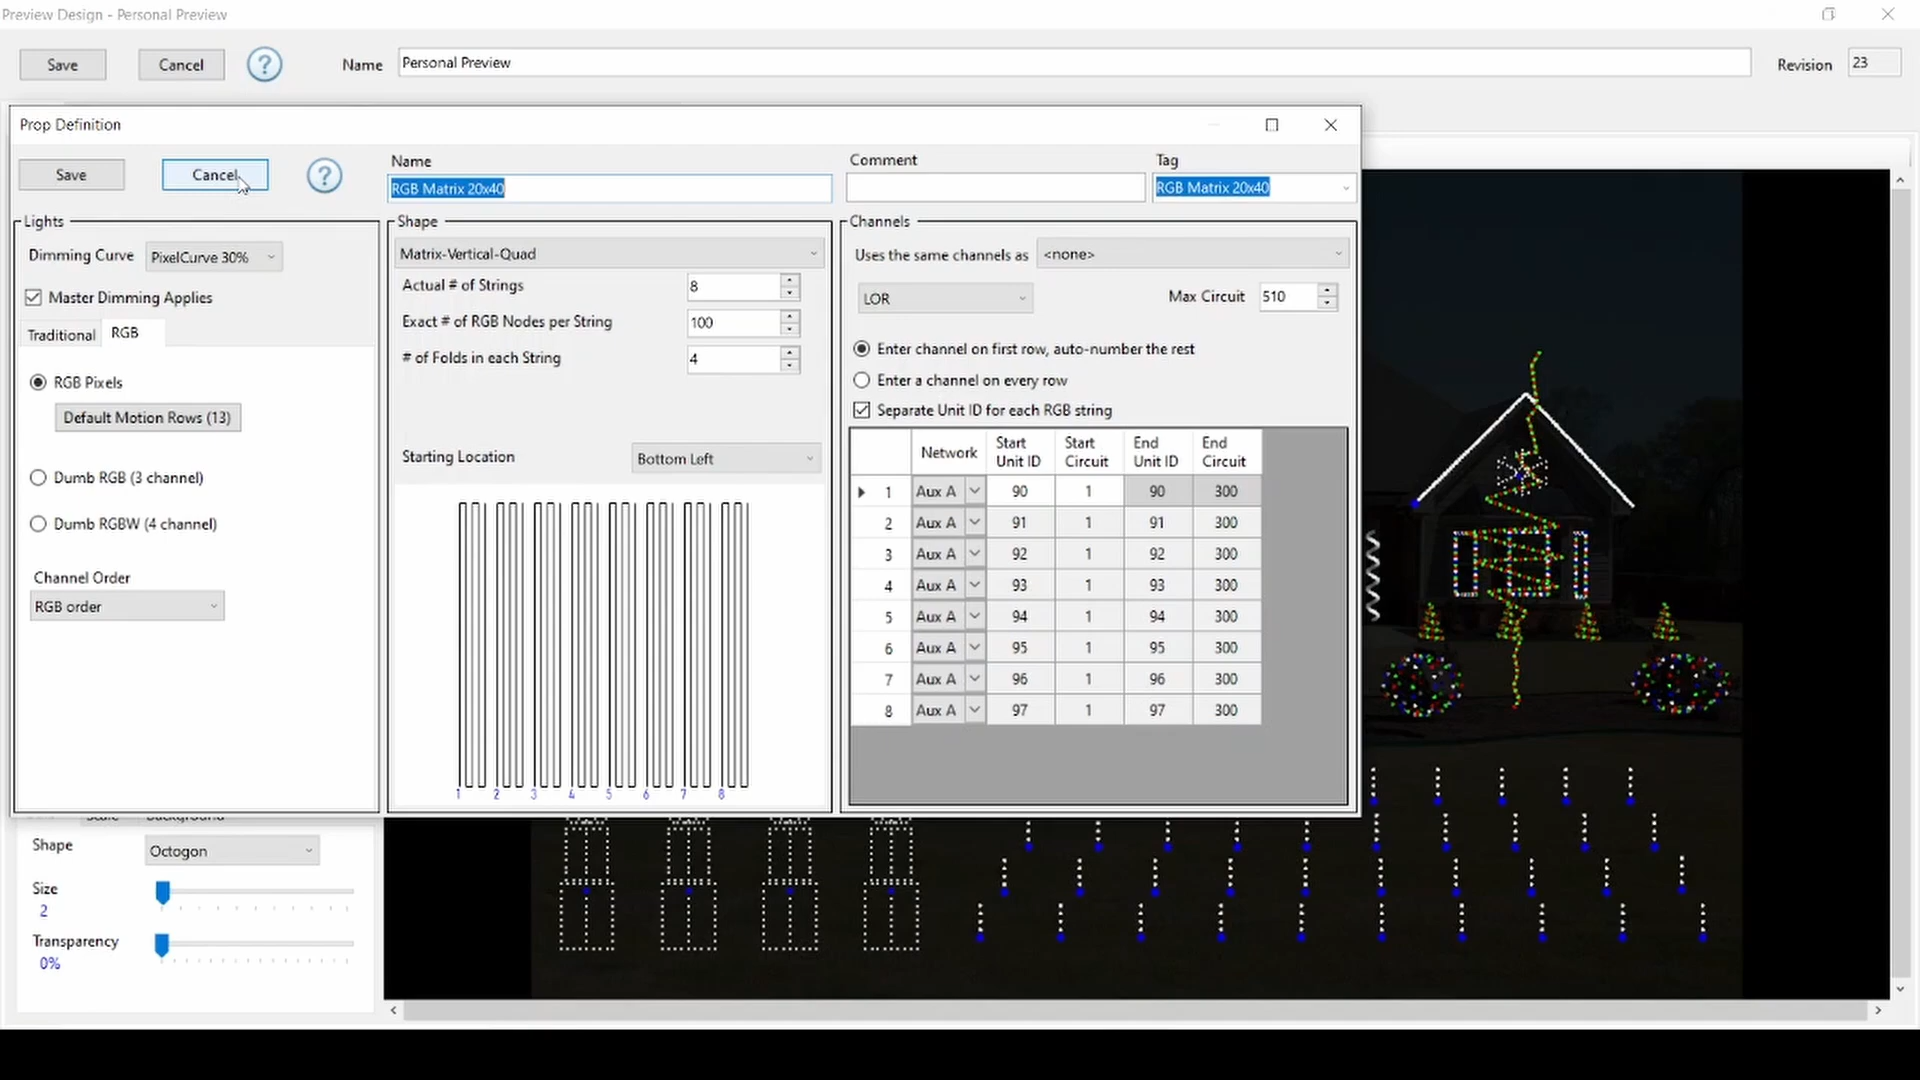 Preview Design - Personal Preview
Save
Cancel
?
Name
Personal Preview
Revision
23
Prop Definition
Save
Cancel
?
Name
RGB Matrix 20x40
Comment
Tag
RGB Matrix 20x40
Lights
Dimming Curve
PixelCurve 30%
Master Dimming Applies
Traditional
RGB
RGB Pixels
Default Motion Rows (13)
Dumb RGB (3 channel)
Dumb RGBW (4 channel)
Channel Order
RGB order
Shape
Matrix-Vertical-Quad
Actual # of Strings
8
Exact # of RGB Nodes per String
100
# of Folds in each String
4
Starting Location
Bottom Left
1 2 3 4 5 6 7 8
Channels
Uses the same channels as
<none>
LOR
Max Circuit
510
Enter channel on first row, auto-number the rest
Enter a channel on every row
Separate Unit ID for each RGB string
Network Start Unit ID Start Circuit End Unit ID End Circuit
1 Aux A 90 1 90 300
2 Aux A 91 1 91 300
3 Aux A 92 1 92 300
4 Aux A 93 1 93 300
5 Aux A 94 1 94 300
6 Aux A 95 1 95 300
7 Aux A 96 1 96 300
8 Aux A 97 1 97 300
Scale
Background
Shape
Octogon
Size
2
Transparency
0%